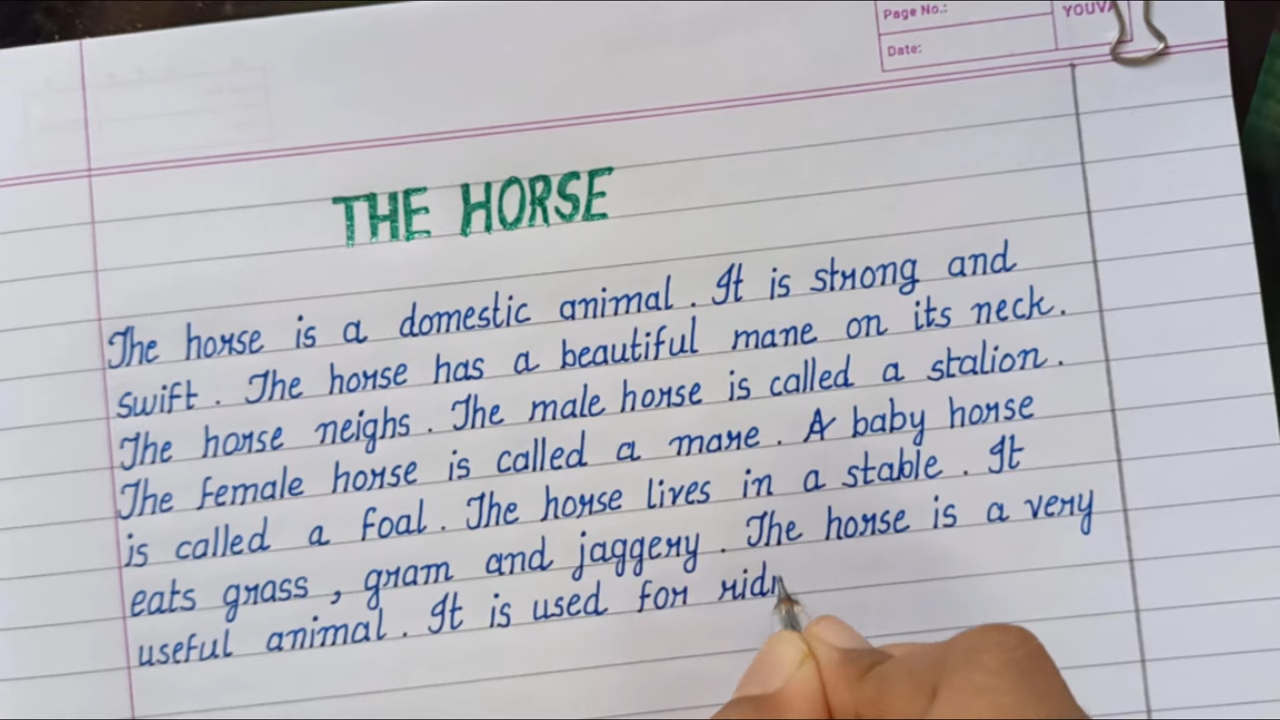 Page No.:
YOUVA
Date:
THE HORSE
The horse is a domestic animal. It is strong and
swift. The horse has a beautiful mane on its neck.
The horse neighs. The male horse is called a stalion.
The female horse is called a mare. A baby horse
is called a foal. The horse lives in a stable. It
eats grass, gram and jaggery. The horse is a very
useful animal. It is used for rid